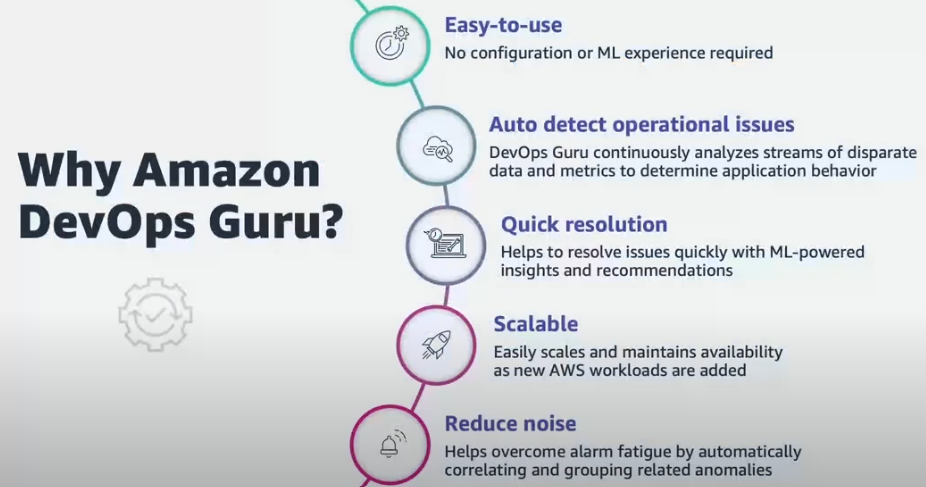 Why Amazon
DevOps Guru?
Easy-to-use
No configuration or ML experience required
Auto detect operational issues
DevOps Guru continuously analyzes streams of disparate
data and metrics to determine application behavior
Quick resolution
Helps to resolve issues quickly with ML-powered
insights and recommendations
Scalable
Easily scales and maintains availability
as new AWS workloads are added
Reduce noise
Helps overcome alarm fatigue by automatically
correlating and grouping related anomalies